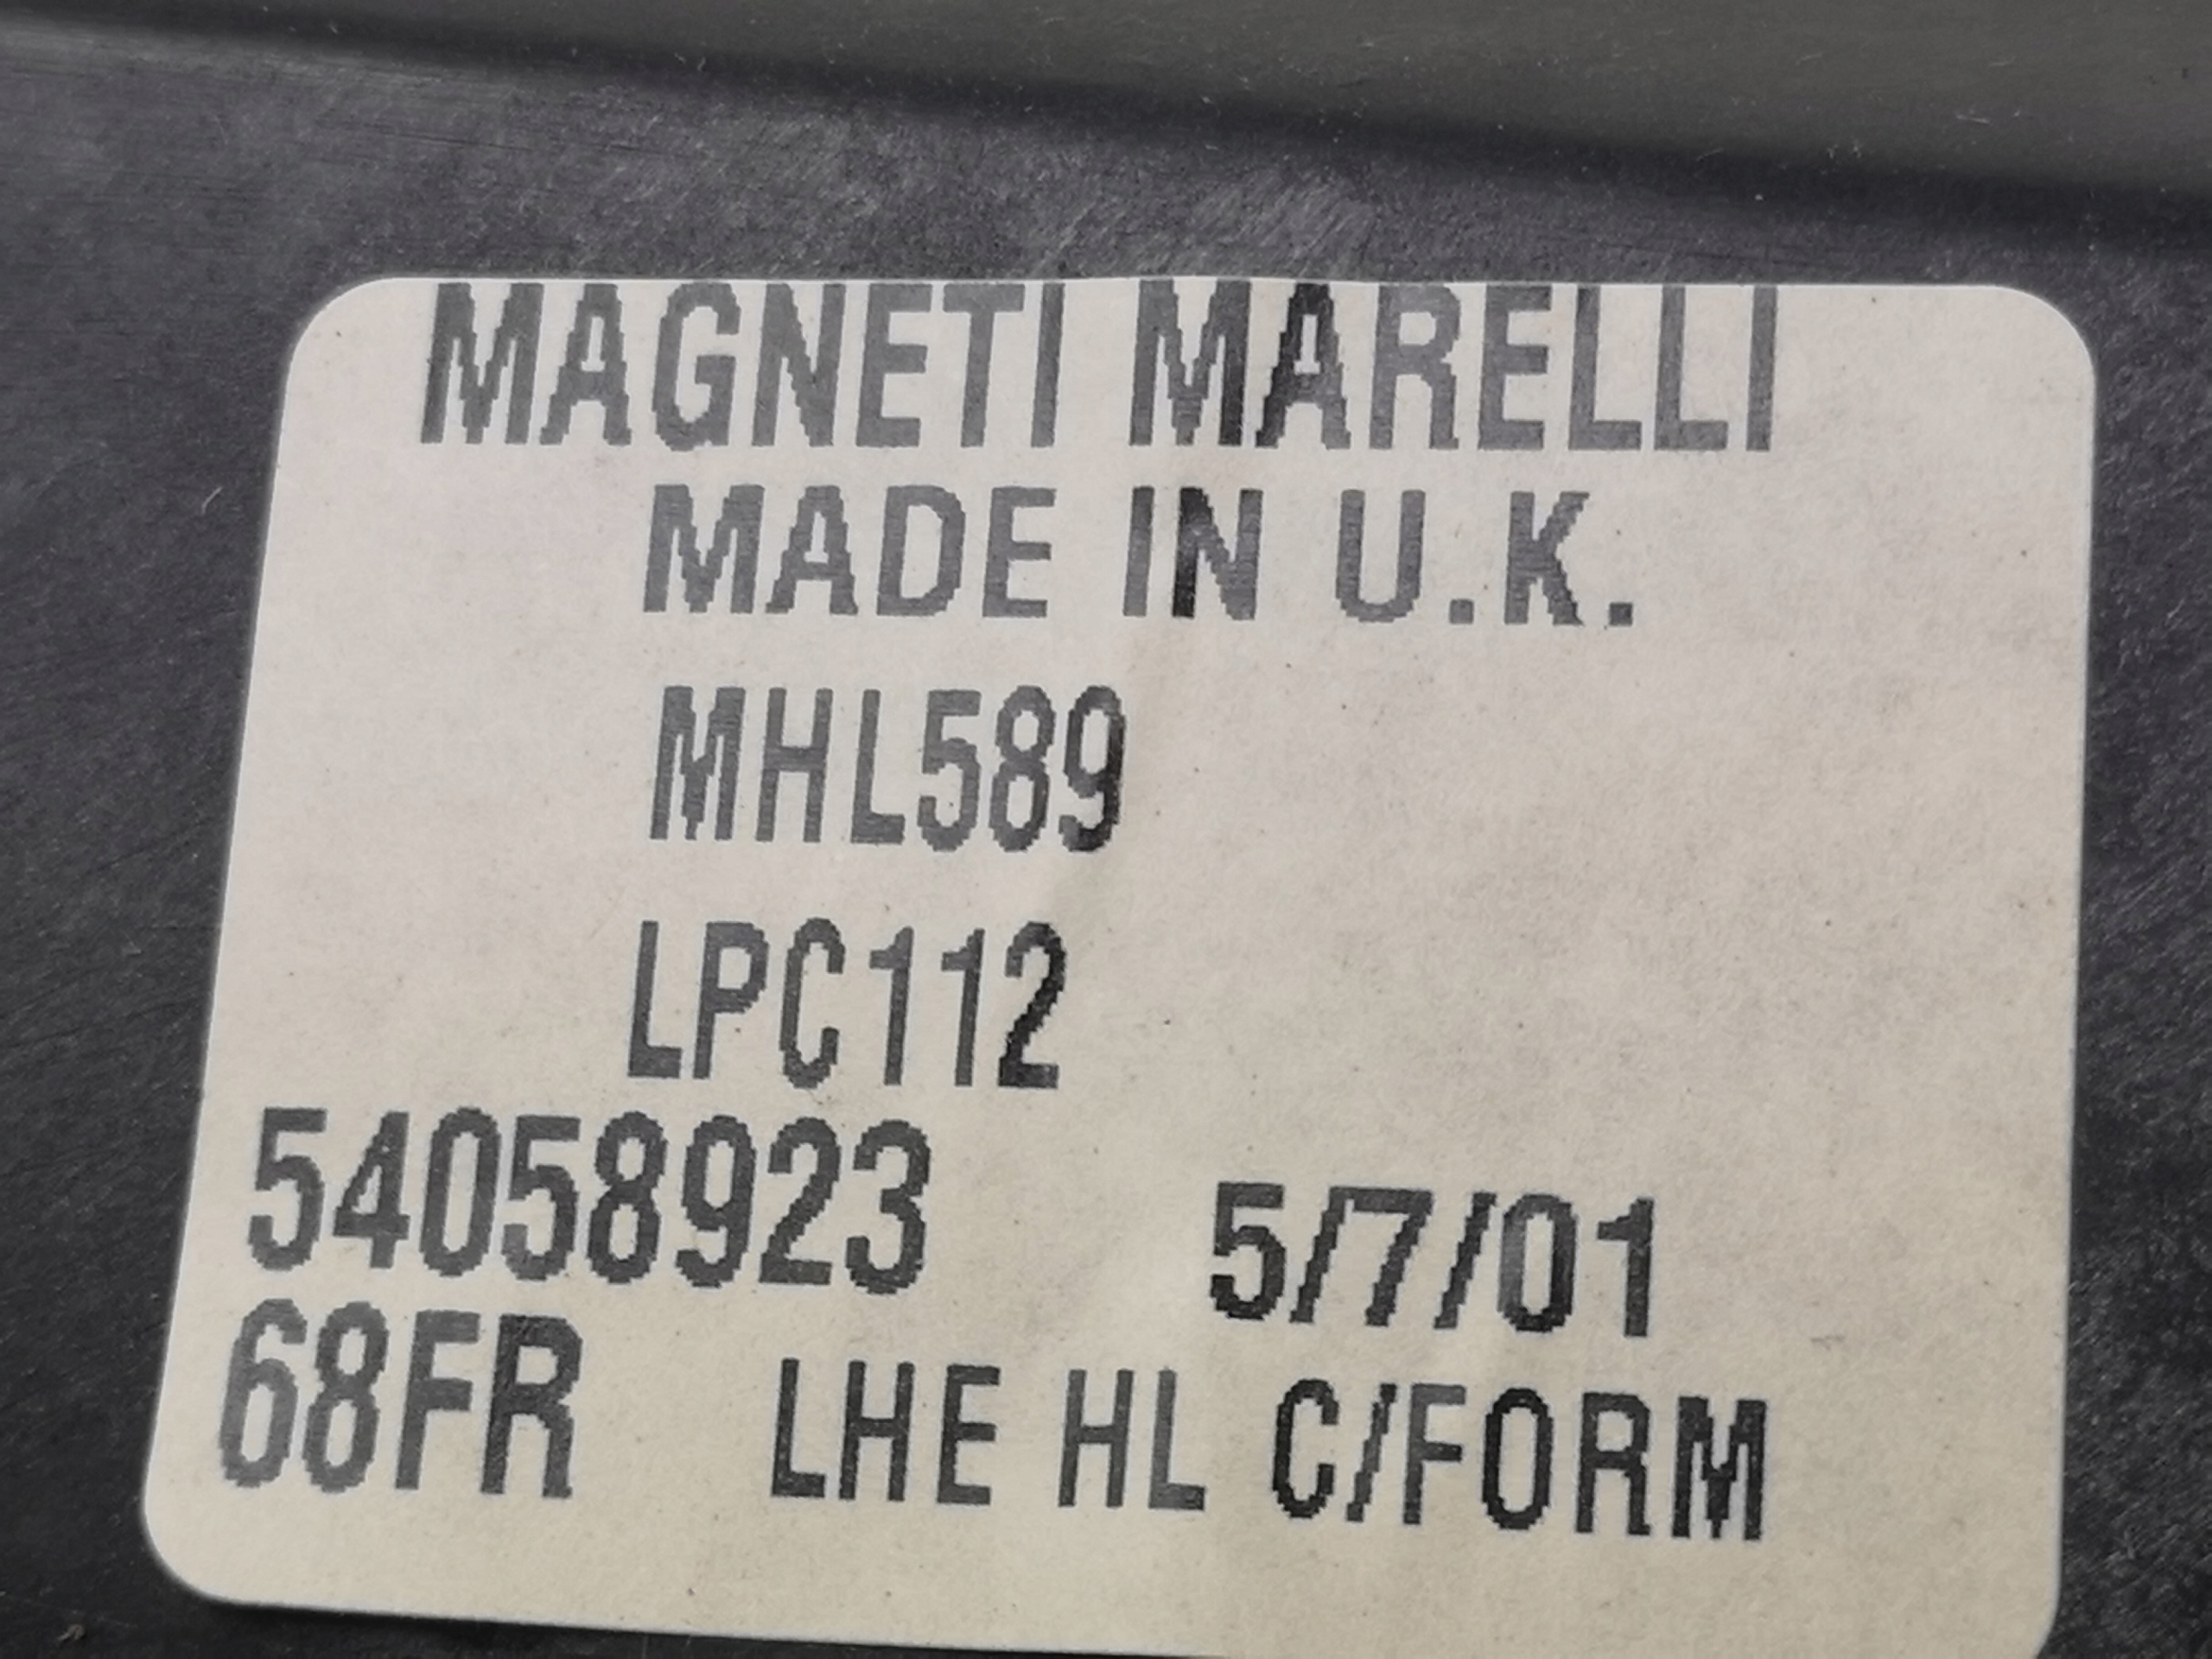 MAGNETI MARELLI
MADE IN U.K.
MHL589
LPC112
54058923 5/7/01
68FR LHE HL C/FORM